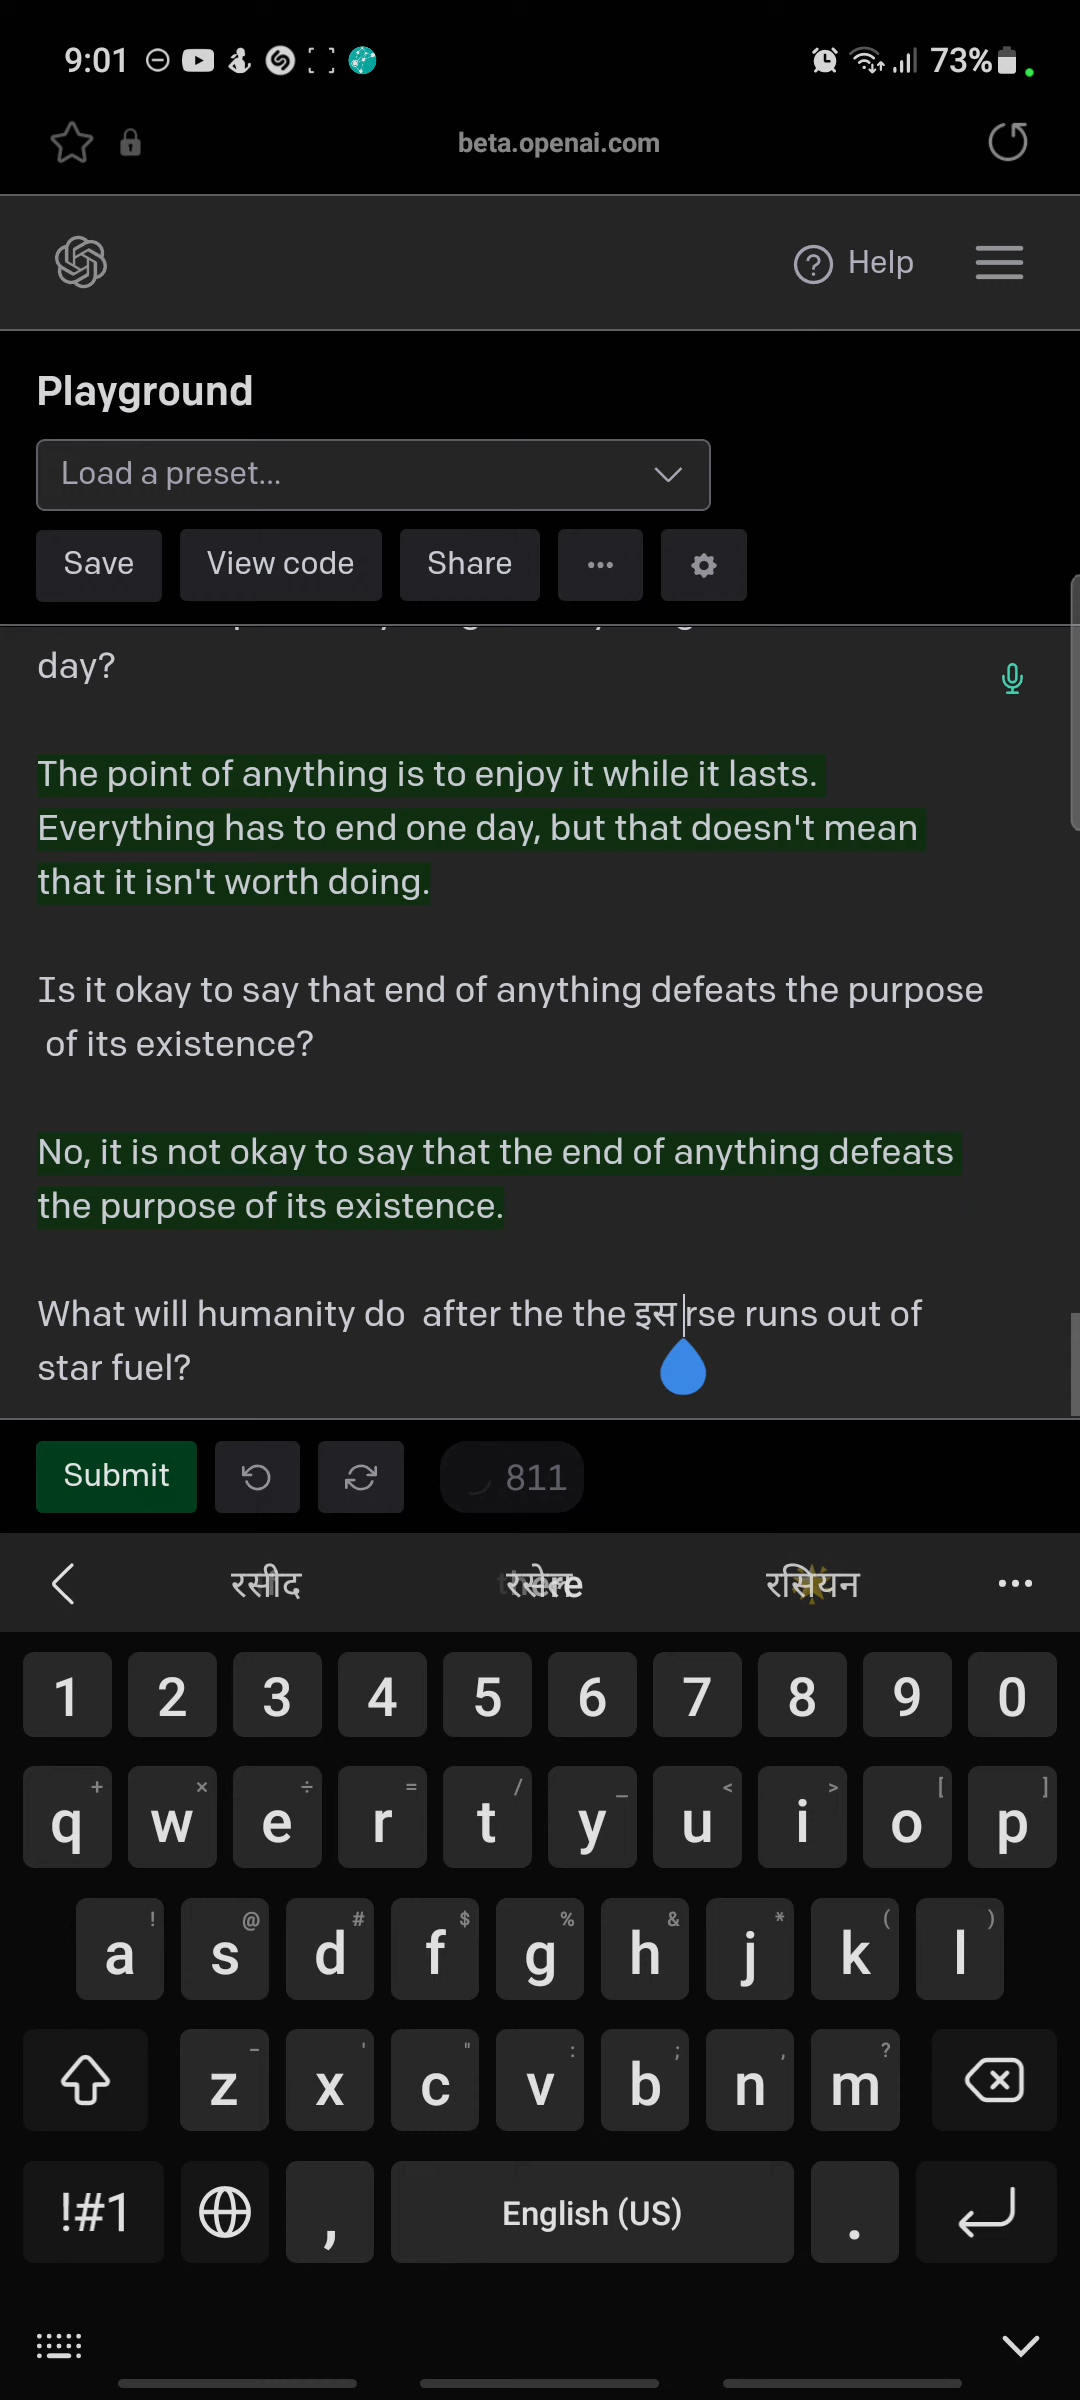 9:01
73%
beta.openai.com
Help
Playground
Load a preset...
Save
View code
Share
day?
The point of anything is to enjoy it while it lasts.
Everything has to end one day, but that doesn't mean
that it isn't worth doing.
Is it okay to say that end of anything defeats the purpose
of its existence?
No, it is not okay to say that the end of anything defeats
the purpose of its existence.
What will humanity do  after the the इस rse runs out of
star fuel?
Submit
811
रसीद
रसियन
1 2 3 4 5 6 7 8 9 0
+ × ÷ = / _ < > [ ]
q w e r t y u i o p
! @ # $ % & * ( )
a s d f g h j k l
- ' " : ; , ?
z x c v b n m
!#1 , English (US) .